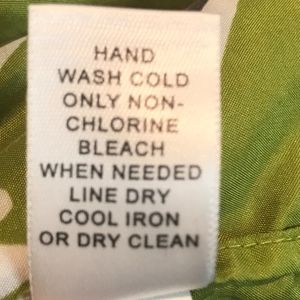 HAND
WASH COLD
ONLY NON-
CHLORINE
BLEACH
WHEN NEEDED
LINE DRY
COOL IRON
OR DRY CLEAN